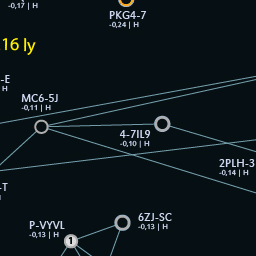 -0,17 | H
PKG4-7
-0,24 | H
16 ly
-E
H
MC6-5J
-0,11 | H
4-7IL9
-0,10 | H
2PLH-3
-0,14 | H
-T
H
6ZJ-SC
-0,13 | H
P-VYVL
-0,13 | H
1